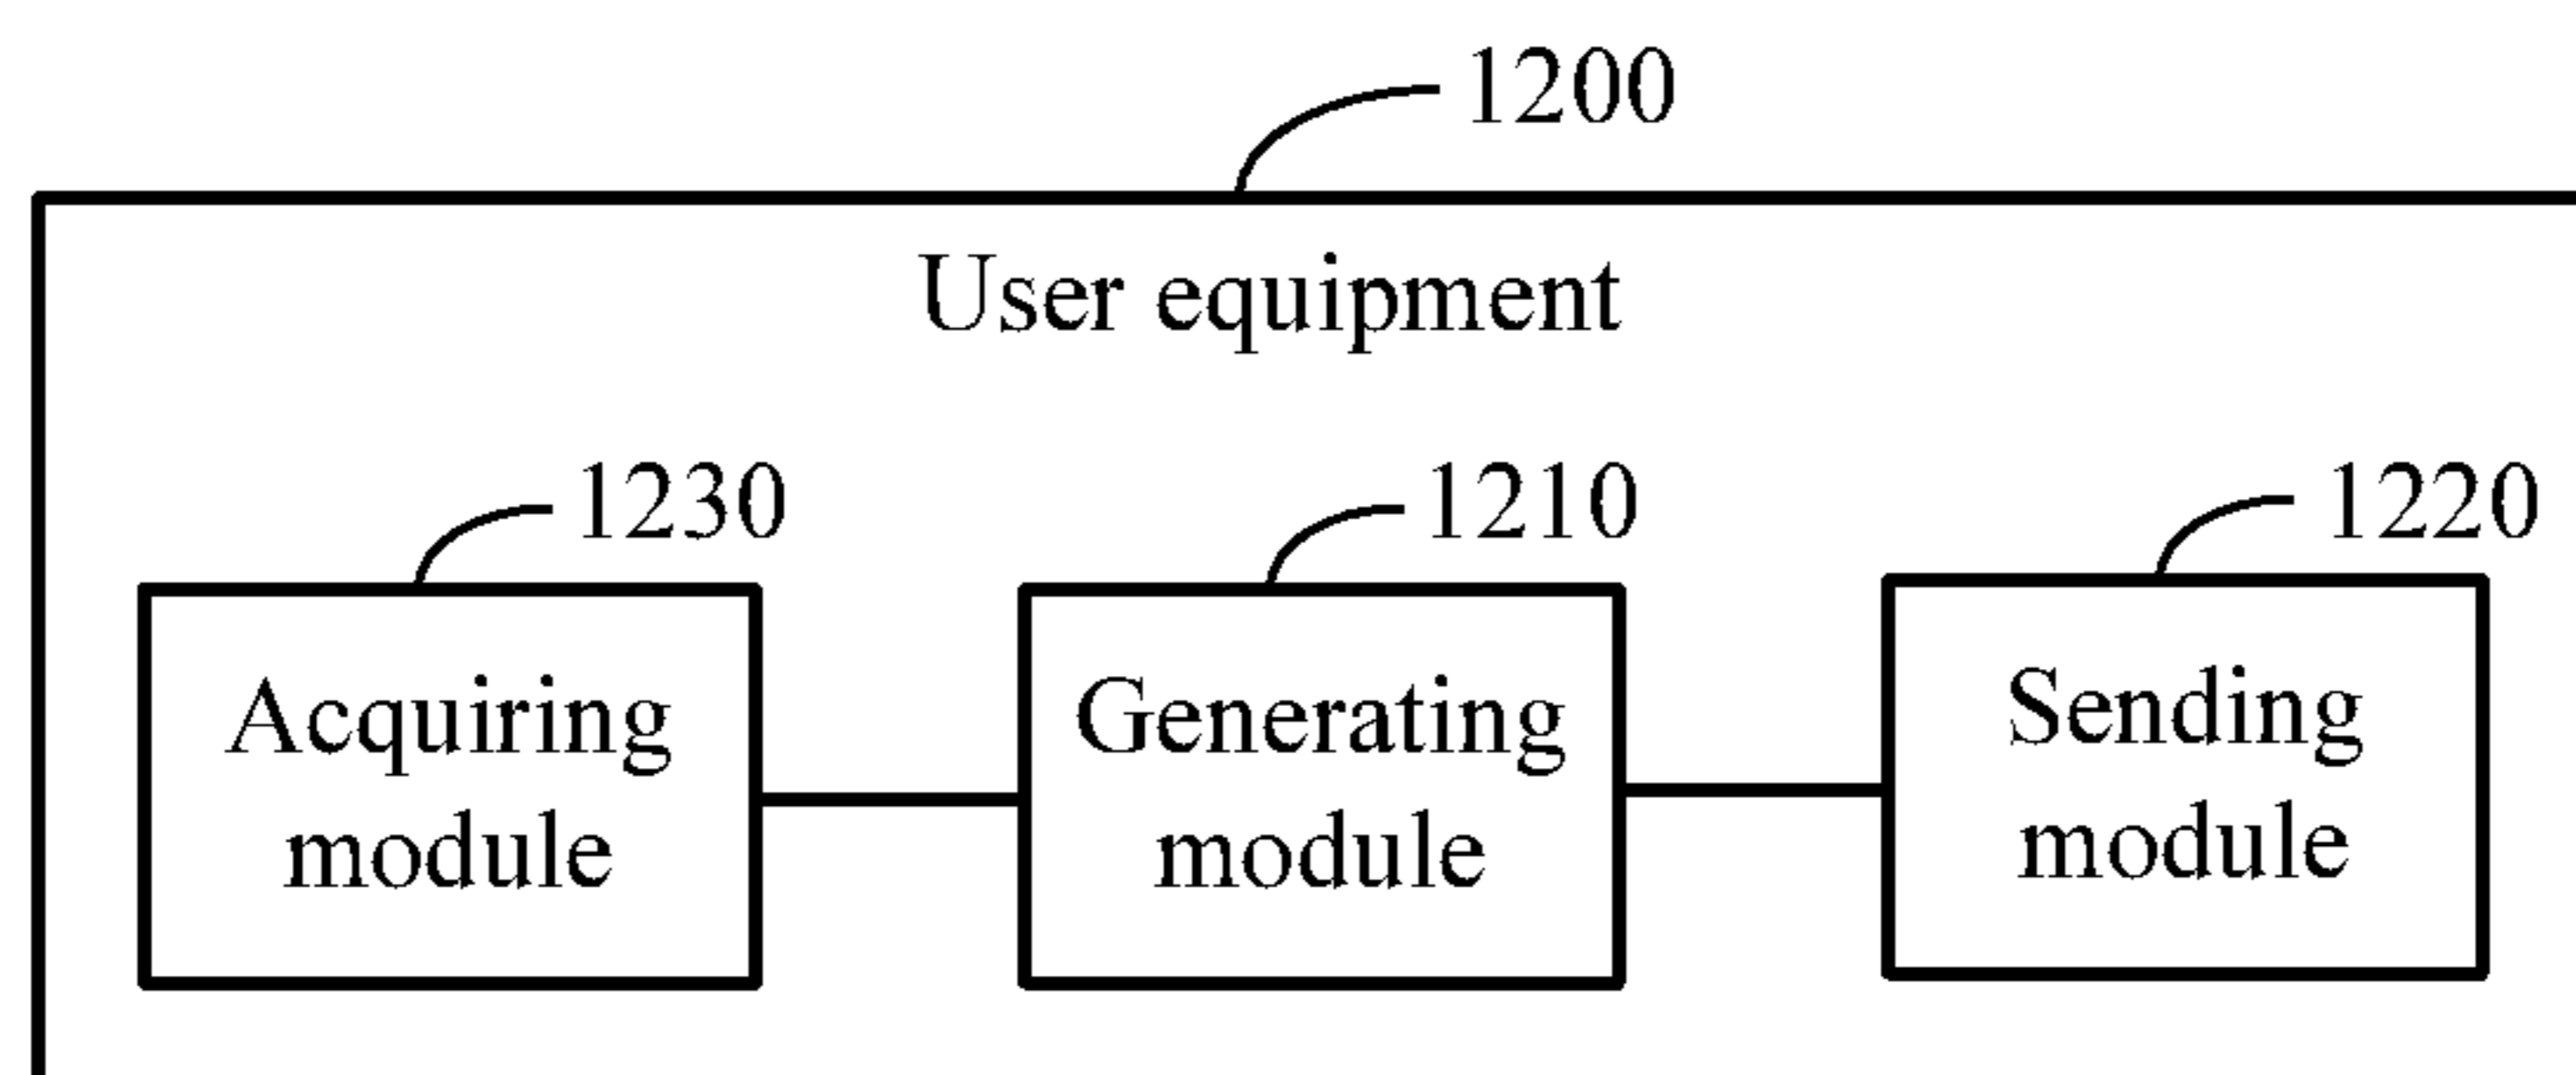 1200
User equipment
1230
1210
1220
Acquiring
module
Generating
module
Sending
module